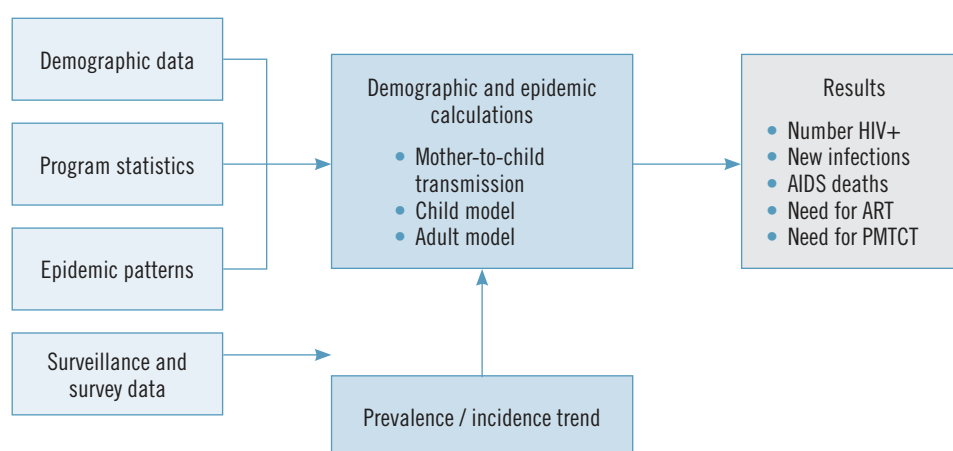 Demographic data
Program statistics
Epidemic patterns
Surveillance and
survey data
Demographic and epidemic
calculations
• Mother-to-child
transmission
• Child model
• Adult model
Prevalence / incidence trend
Results
• Number HIV+
• New infections
• AIDS deaths
• Need for ART
• Need for PMTCT